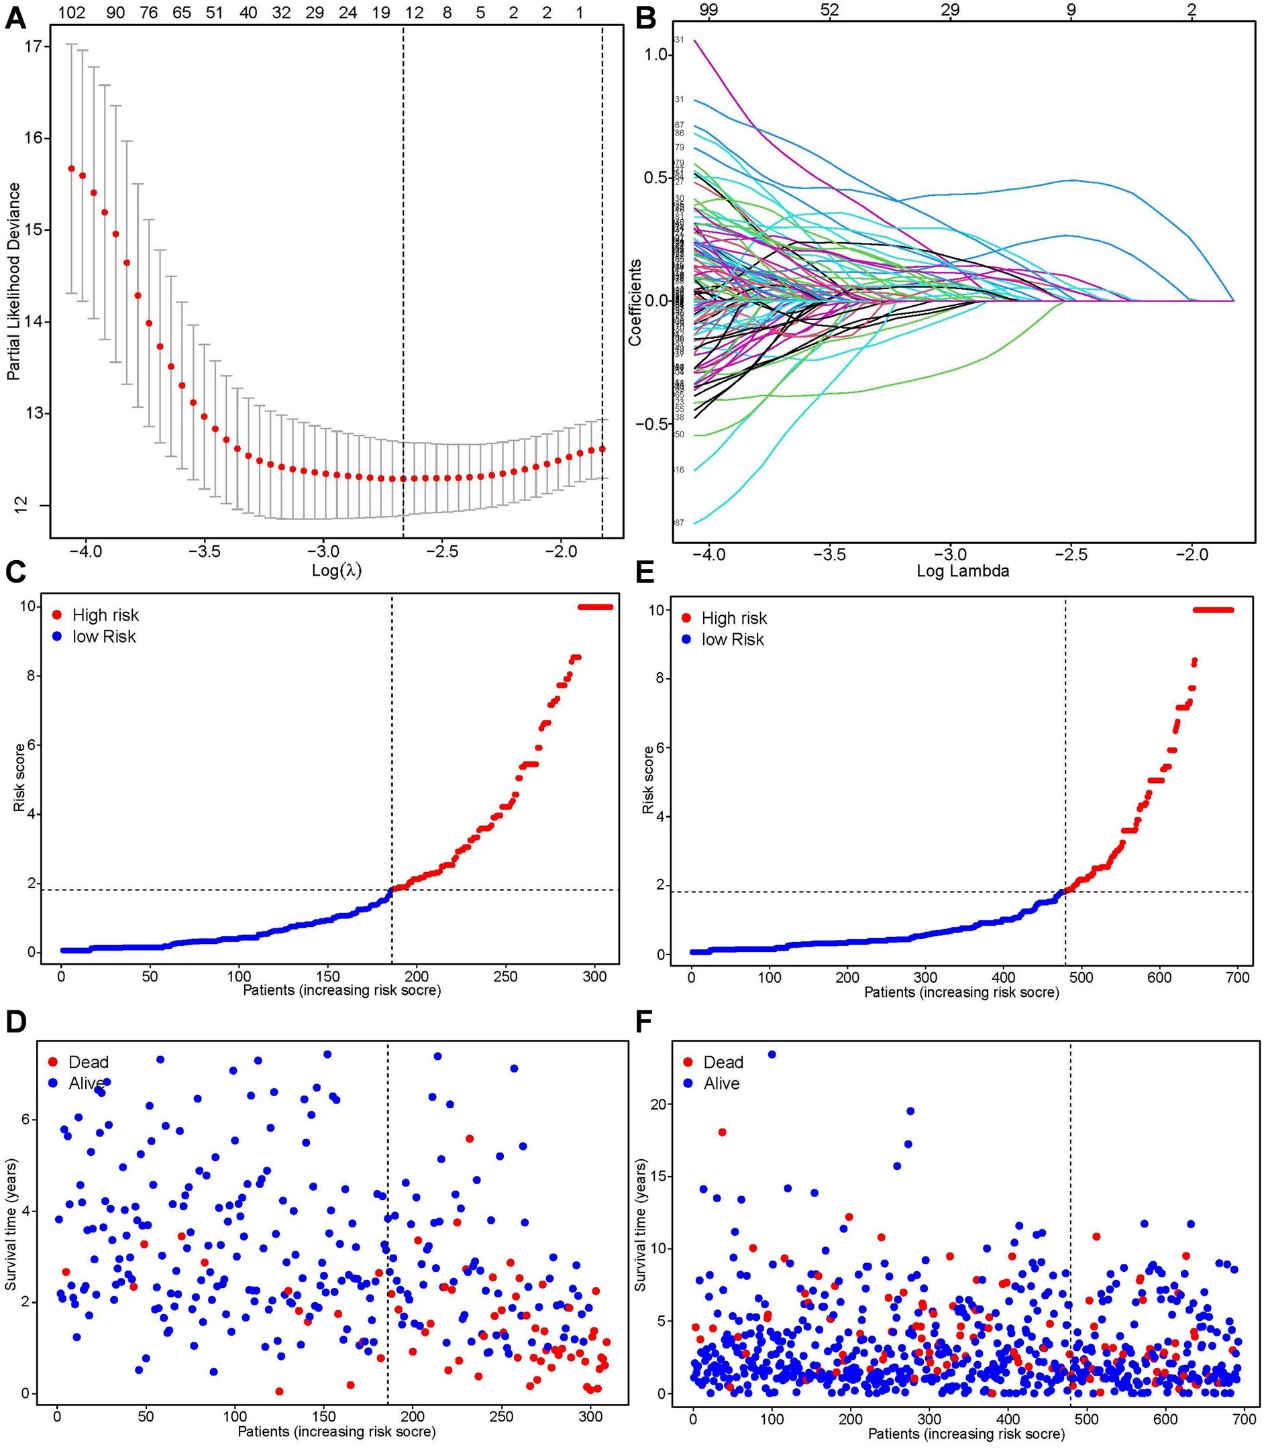 A
102 90 76 65 51 40 32 29 24 19 12 8 5 2 2 1
17
16
15
14
13
12
Partial Likelihood Deviance
−4.0 −3.5 −3.0 −2.5 −2.0
Log(λ)
B
99 52 29 9 2
1.0
0.5
0.0
−0.5
Coefficients
−4.0 −3.5 −3.0 −2.5 −2.0
Log Lambda
C
High risk
low Risk
10
8
6
4
2
0
Risk score
0 50 100 150 200 250 300
Patients (increasing risk socre)
E
High risk
low Risk
10
8
6
4
2
0
Risk score
0 100 200 300 400 500 600 700
Patients (increasing risk socre)
D
Dead
Alive
6
4
2
0
Survival time (years)
0 50 100 150 200 250 300
Patients (increasing risk socre)
F
Dead
Alive
20
15
10
5
0
Survival time (years)
0 100 200 300 400 500 600 700
Patients (increasing risk socre)